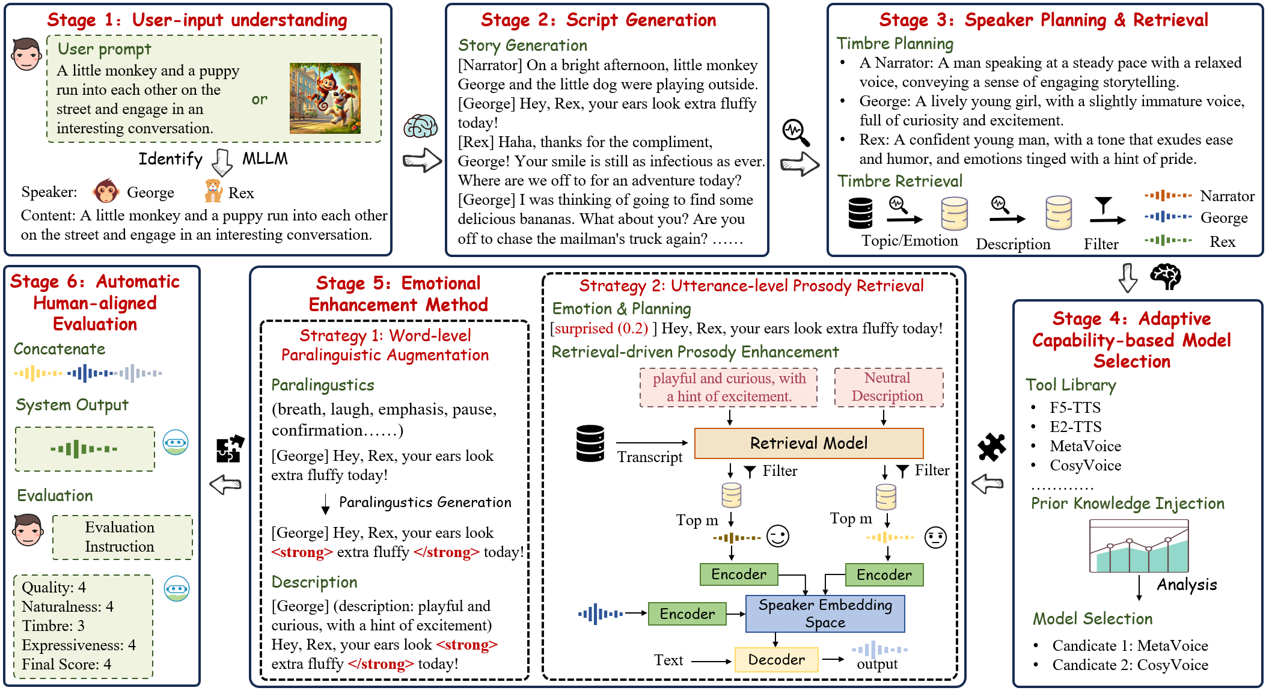 Stage 1: User-input understanding
User prompt
A little monkey and a puppy
run into each other on the
street and engage in an
interesting conversation.
or
Identify
MLLM
Speaker:
George
Rex
Content: A little monkey and a puppy run into each other
on the street and engage in an interesting conversation.
Stage 2: Script Generation
Story Generation
[Narrator] On a bright afternoon, little monkey
George and the little dog were playing outside.
[George] Hey, Rex, your ears look extra fluffy
today!
[Rex] Haha, thanks for the compliment,
George! Your smile is still as infectious as ever.
Where are we off to for an adventure today?
[George] I was thinking of going to find some
delicious bananas. What about you? Are you
off to chase the mailman's truck again? ……
Stage 3: Speaker Planning & Retrieval
Timbre Planning
• A Narrator: A man speaking at a steady pace with a relaxed
voice, conveying a sense of engaging storytelling.
• George: A lively young girl, with a slightly immature voice,
full of curiosity and excitement.
• Rex: A confident young man, with a tone that exudes ease
and humor, and emotions tinged with a hint of pride.
Timbre Retrieval
Topic/Emotion
Description
Filter
Narrator
George
Rex
Stage 4: Adaptive
Capability-based Model
Selection
Tool Library
• F5-TTS
• E2-TTS
• MetaVoice
• CosyVoice
…………
Prior Knowledge Injection
Analysis
Model Selection
• Candicate 1: MetaVoice
• Candicate 2: CosyVoice
Stage 5: Emotional
Enhancement Method
Strategy 1: Word-level
Paralinguistic Augmentation
Paralingustics
(breath, laugh, emphasis, pause,
confirmation……)
[George] Hey, Rex, your ears look
extra fluffy today!
Paralingustics Generation
[George] Hey, Rex, your ears look
<strong> extra fluffy </strong> today!
Description
[George] (description: playful and
curious, with a hint of excitement)
Hey, Rex, your ears look <strong>
extra fluffy </strong> today!
Strategy 2: Utterance-level Prosody Retrieval
Emotion & Planning
[surprised (0.2) ] Hey, Rex, your ears look extra fluffy today!
Retrieval-driven Prosody Enhancement
playful and curious, with
a hint of excitement.
Neutral
Description
Transcript
Retrieval Model
Filter
Filter
Top m
Top m
Encoder
Encoder
Encoder
Speaker Embedding
Space
Text
Decoder
output
Stage 6: Automatic
Human-aligned
Evaluation
Concatenate
System Output
Evaluation
Evaluation
Instruction
Quality: 4
Naturalness: 4
Timbre: 3
Expressiveness: 4
Final Score: 4